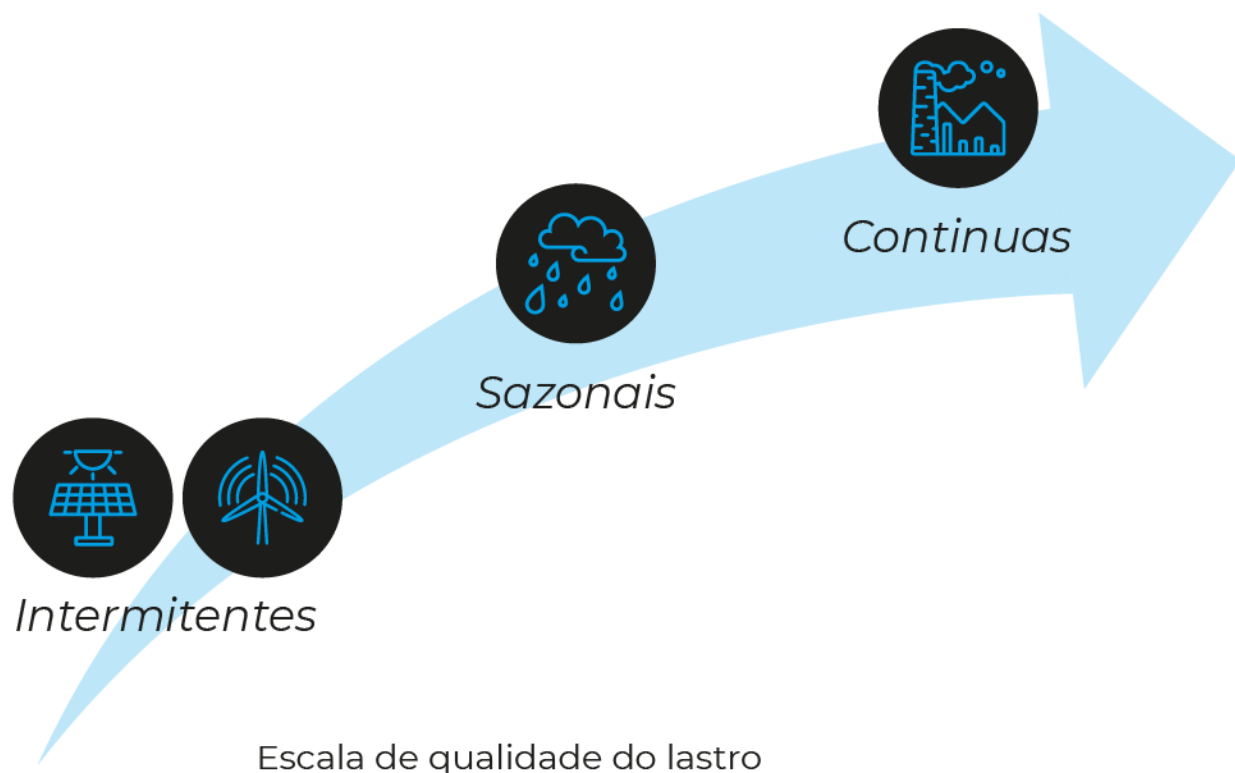 Continuas
Sazonais
Intermitentes
Escala de qualidade do lastro